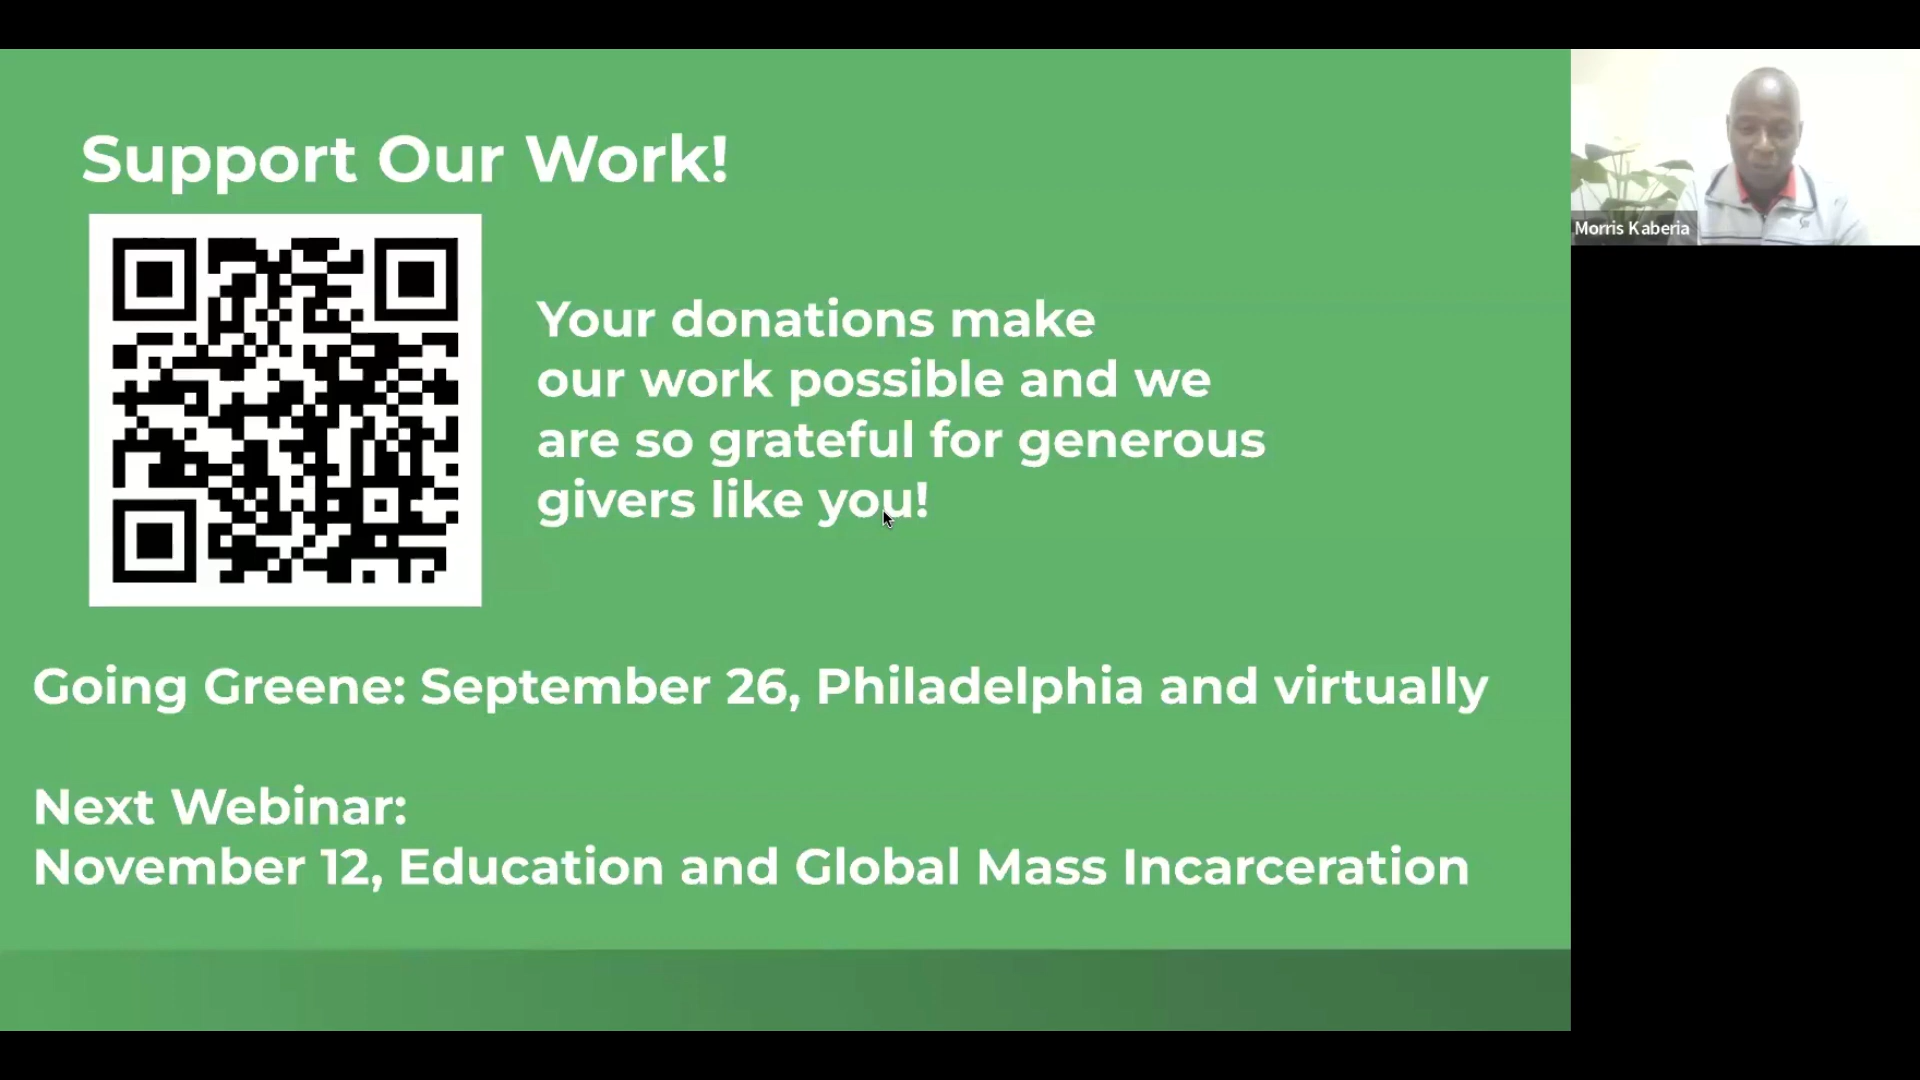 Support Our Work!
Your donations make
our work possible and we
are so grateful for generous
givers like you!
Going Greene: September 26, Philadelphia and virtually
Next Webinar:
November 12, Education and Global Mass Incarceration
Morris Kaberia